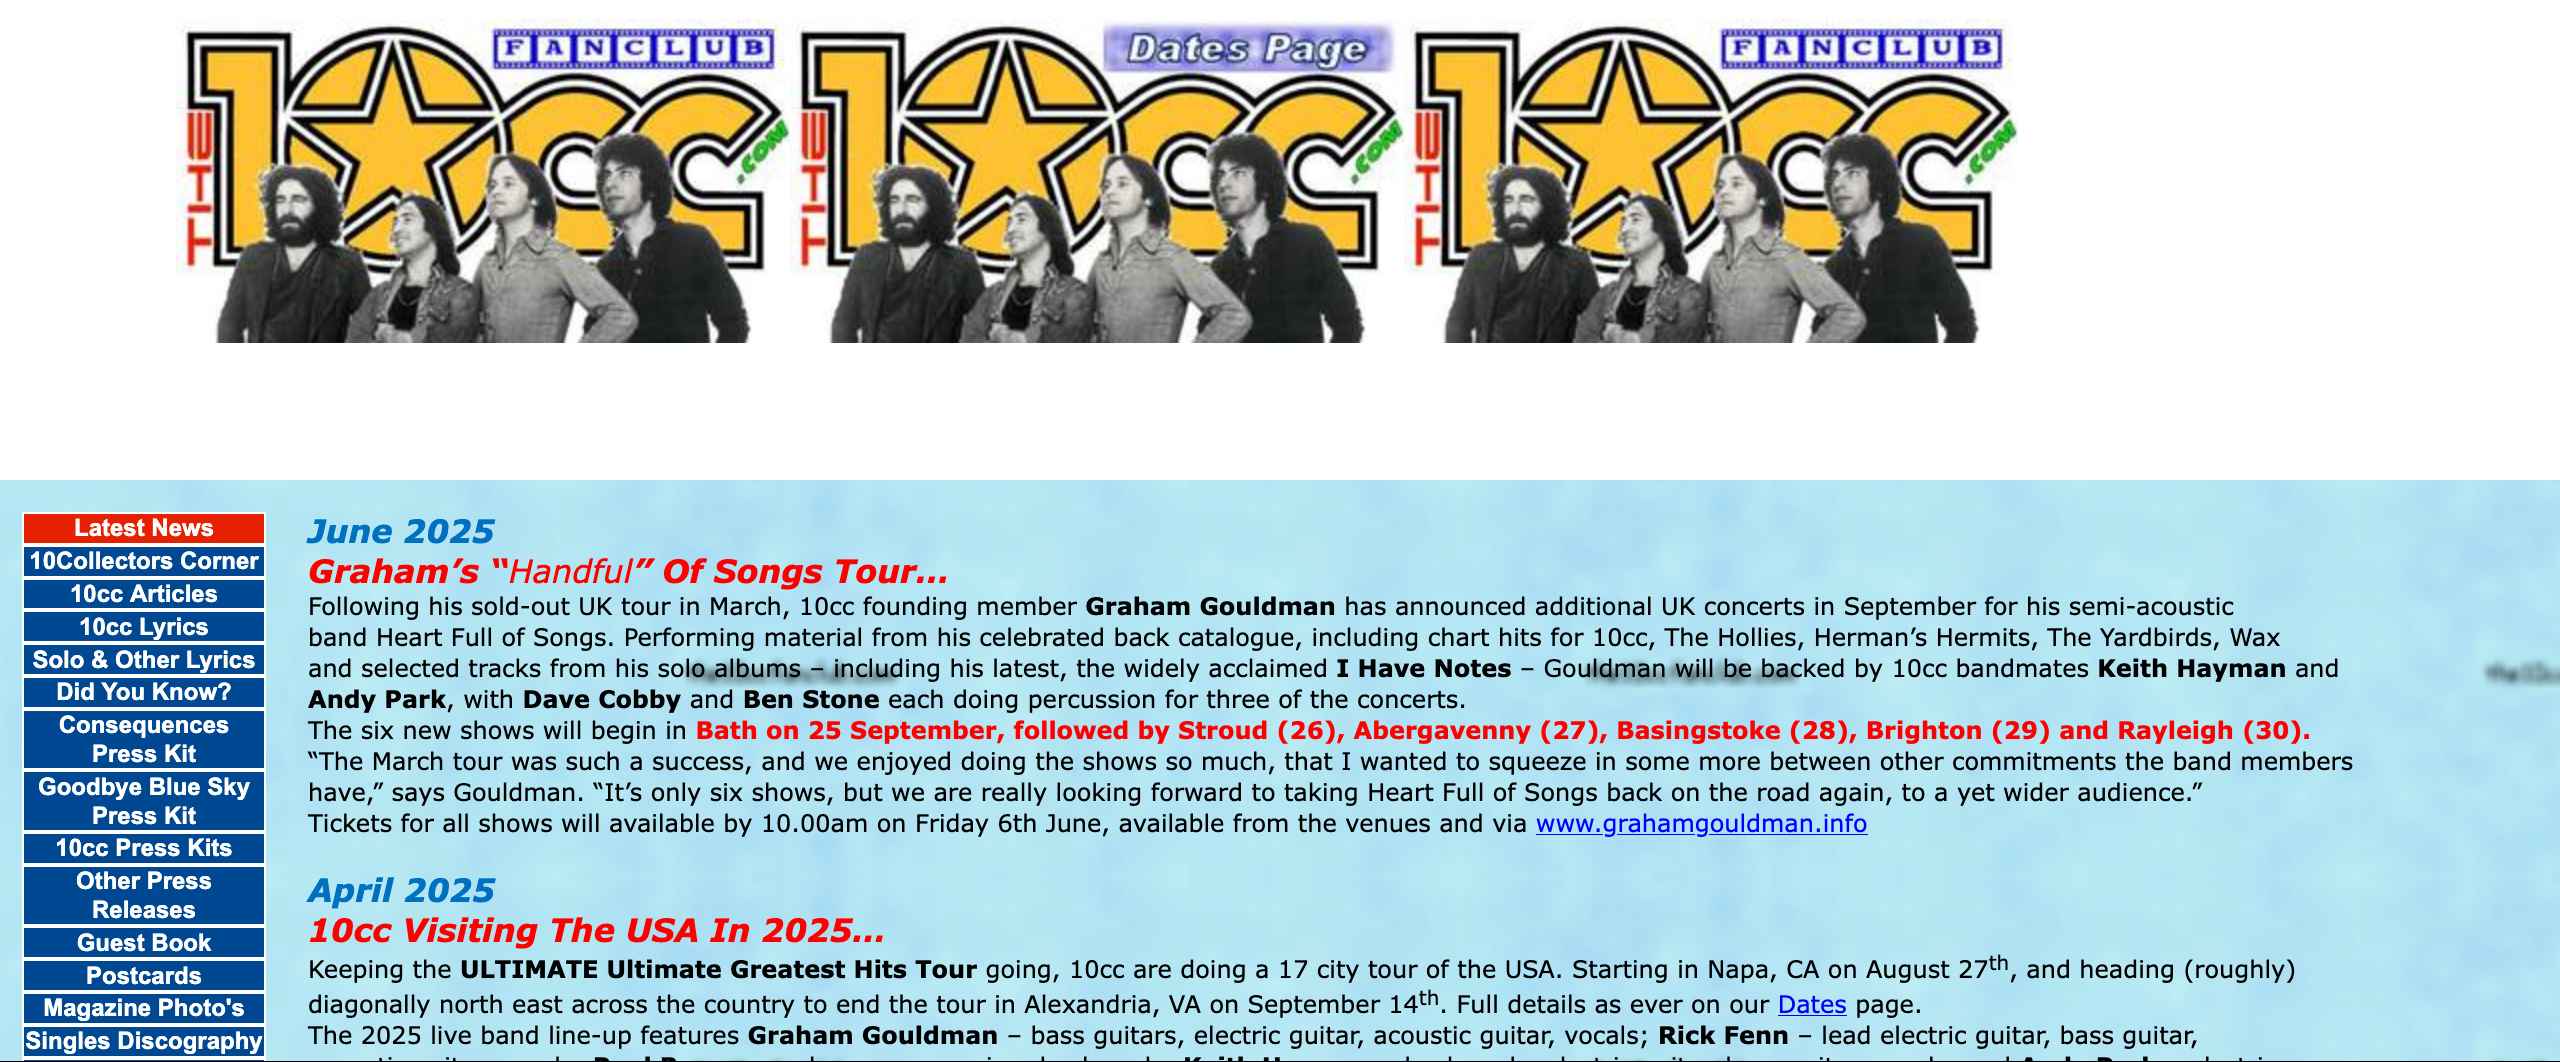 FANCLUB
THE 10cc .COM
Dates Page
THE 10cc .COM
FANCLUB
THE 10cc .COM
Latest News
10Collectors Corner
10cc Articles
10cc Lyrics
Solo & Other Lyrics
Did You Know?
Consequences
Press Kit
Goodbye Blue Sky
Press Kit
10cc Press Kits
Other Press
Releases
Guest Book
Postcards
Magazine Photo's
Singles Discography
June 2025
Graham’s “Handful” Of Songs Tour…
Following his sold-out UK tour in March, 10cc founding member Graham Gouldman has announced additional UK concerts in September for his semi-acoustic
band Heart Full of Songs. Performing material from his celebrated back catalogue, including chart hits for 10cc, The Hollies, Herman’s Hermits, The Yardbirds, Wax
and selected tracks from his solo albums – including his latest, the widely acclaimed I Have Notes – Gouldman will be backed by 10cc bandmates Keith Hayman and
Andy Park, with Dave Cobby and Ben Stone each doing percussion for three of the concerts.
The six new shows will begin in Bath on 25 September, followed by Stroud (26), Abergavenny (27), Basingstoke (28), Brighton (29) and Rayleigh (30).
“The March tour was such a success, and we enjoyed doing the shows so much, that I wanted to squeeze in some more between other commitments the band members
have,” says Gouldman. “It’s only six shows, but we are really looking forward to taking Heart Full of Songs back on the road again, to a yet wider audience.”
Tickets for all shows will available by 10.00am on Friday 6th June, available from the venues and via www.grahamgouldman.info
April 2025
10cc Visiting The USA In 2025…
Keeping the ULTIMATE Ultimate Greatest Hits Tour going, 10cc are doing a 17 city tour of the USA. Starting in Napa, CA on August 27th, and heading (roughly)
diagonally north east across the country to end the tour in Alexandria, VA on September 14th. Full details as ever on our Dates page.
The 2025 live band line-up features Graham Gouldman – bass guitars, electric guitar, acoustic guitar, vocals; Rick Fenn – lead electric guitar, bass guitar,